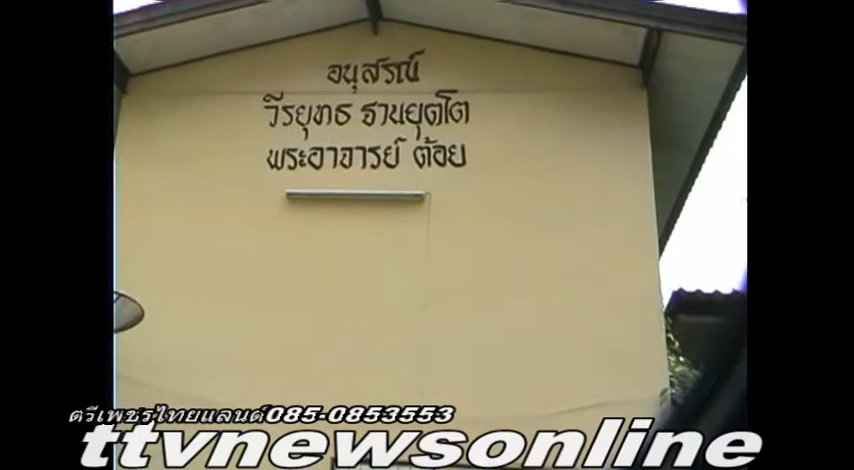 อนุสรณ์
วีรยุทธ ฐานยุตโต
พระอาจารย์ ต้อย
ตรีเพชรไทยแลนด์085-0853553
ttvnewsonline